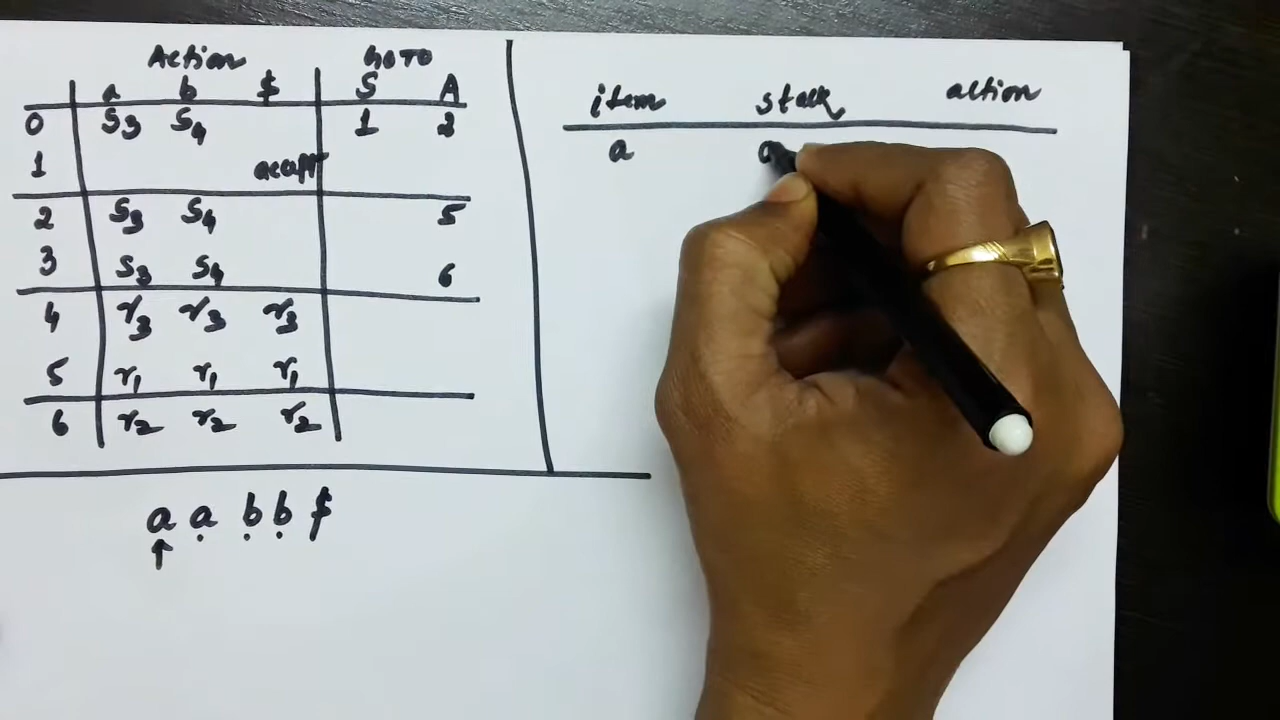 Action GOTO
a b $ S A
0 S3 S4 1 2
1 accept
2 S3 S4 5
3 S3 S4 6
4 r3 r3 r3
5 r1 r1 r1
6 r2 r2 r2
a a b b $
↑
item stack action
a